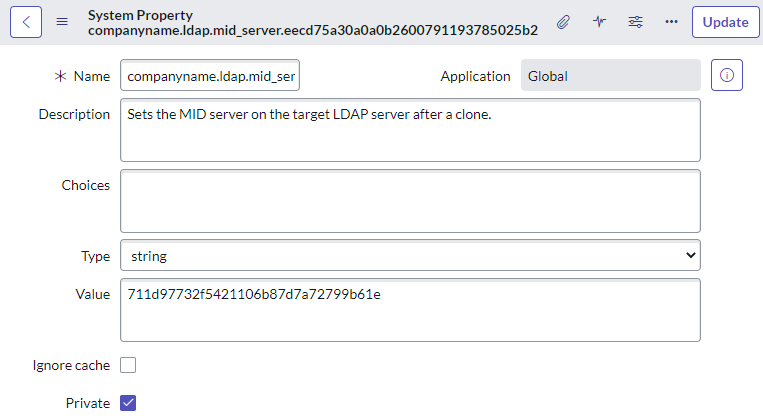 System Property
companyname.ldap.mid_server.eecd75a30a0a0b2600791193785025b2
Update
Name
companyname.ldap.mid_ser
Application
Global
Description
Sets the MID server on the target LDAP server after a clone.
Choices
Type
string
Value
711d97732f5421106b87d7a72799b61e
Ignore cache
Private